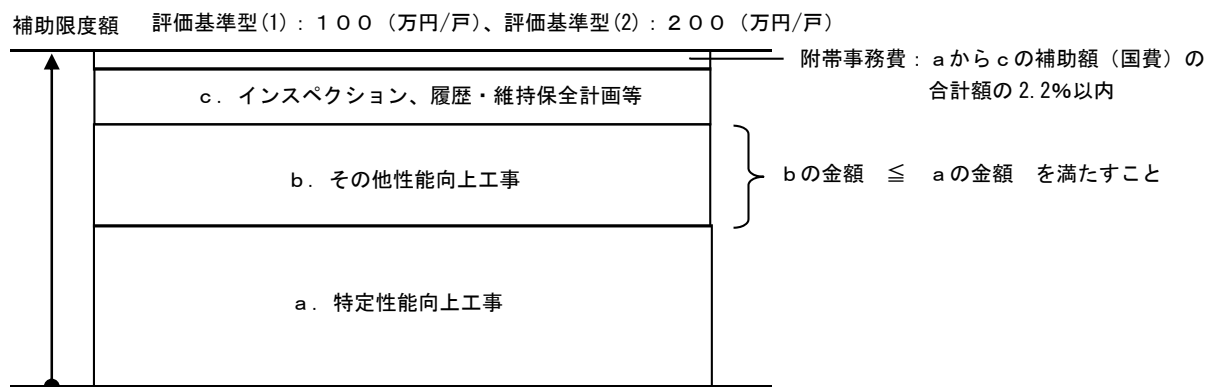 補助限度額　評価基準型(1)：１００（万円/戸）、評価基準型(2)：２００（万円/戸）
附帯事務費：ａからｃの補助額（国費）の
合計額の 2.2%以内
ｃ．インスペクション、履歴・維持保全計画等
ｂ．その他性能向上工事
ｂの金額　≦　ａの金額　を満たすこと
ａ．特定性能向上工事